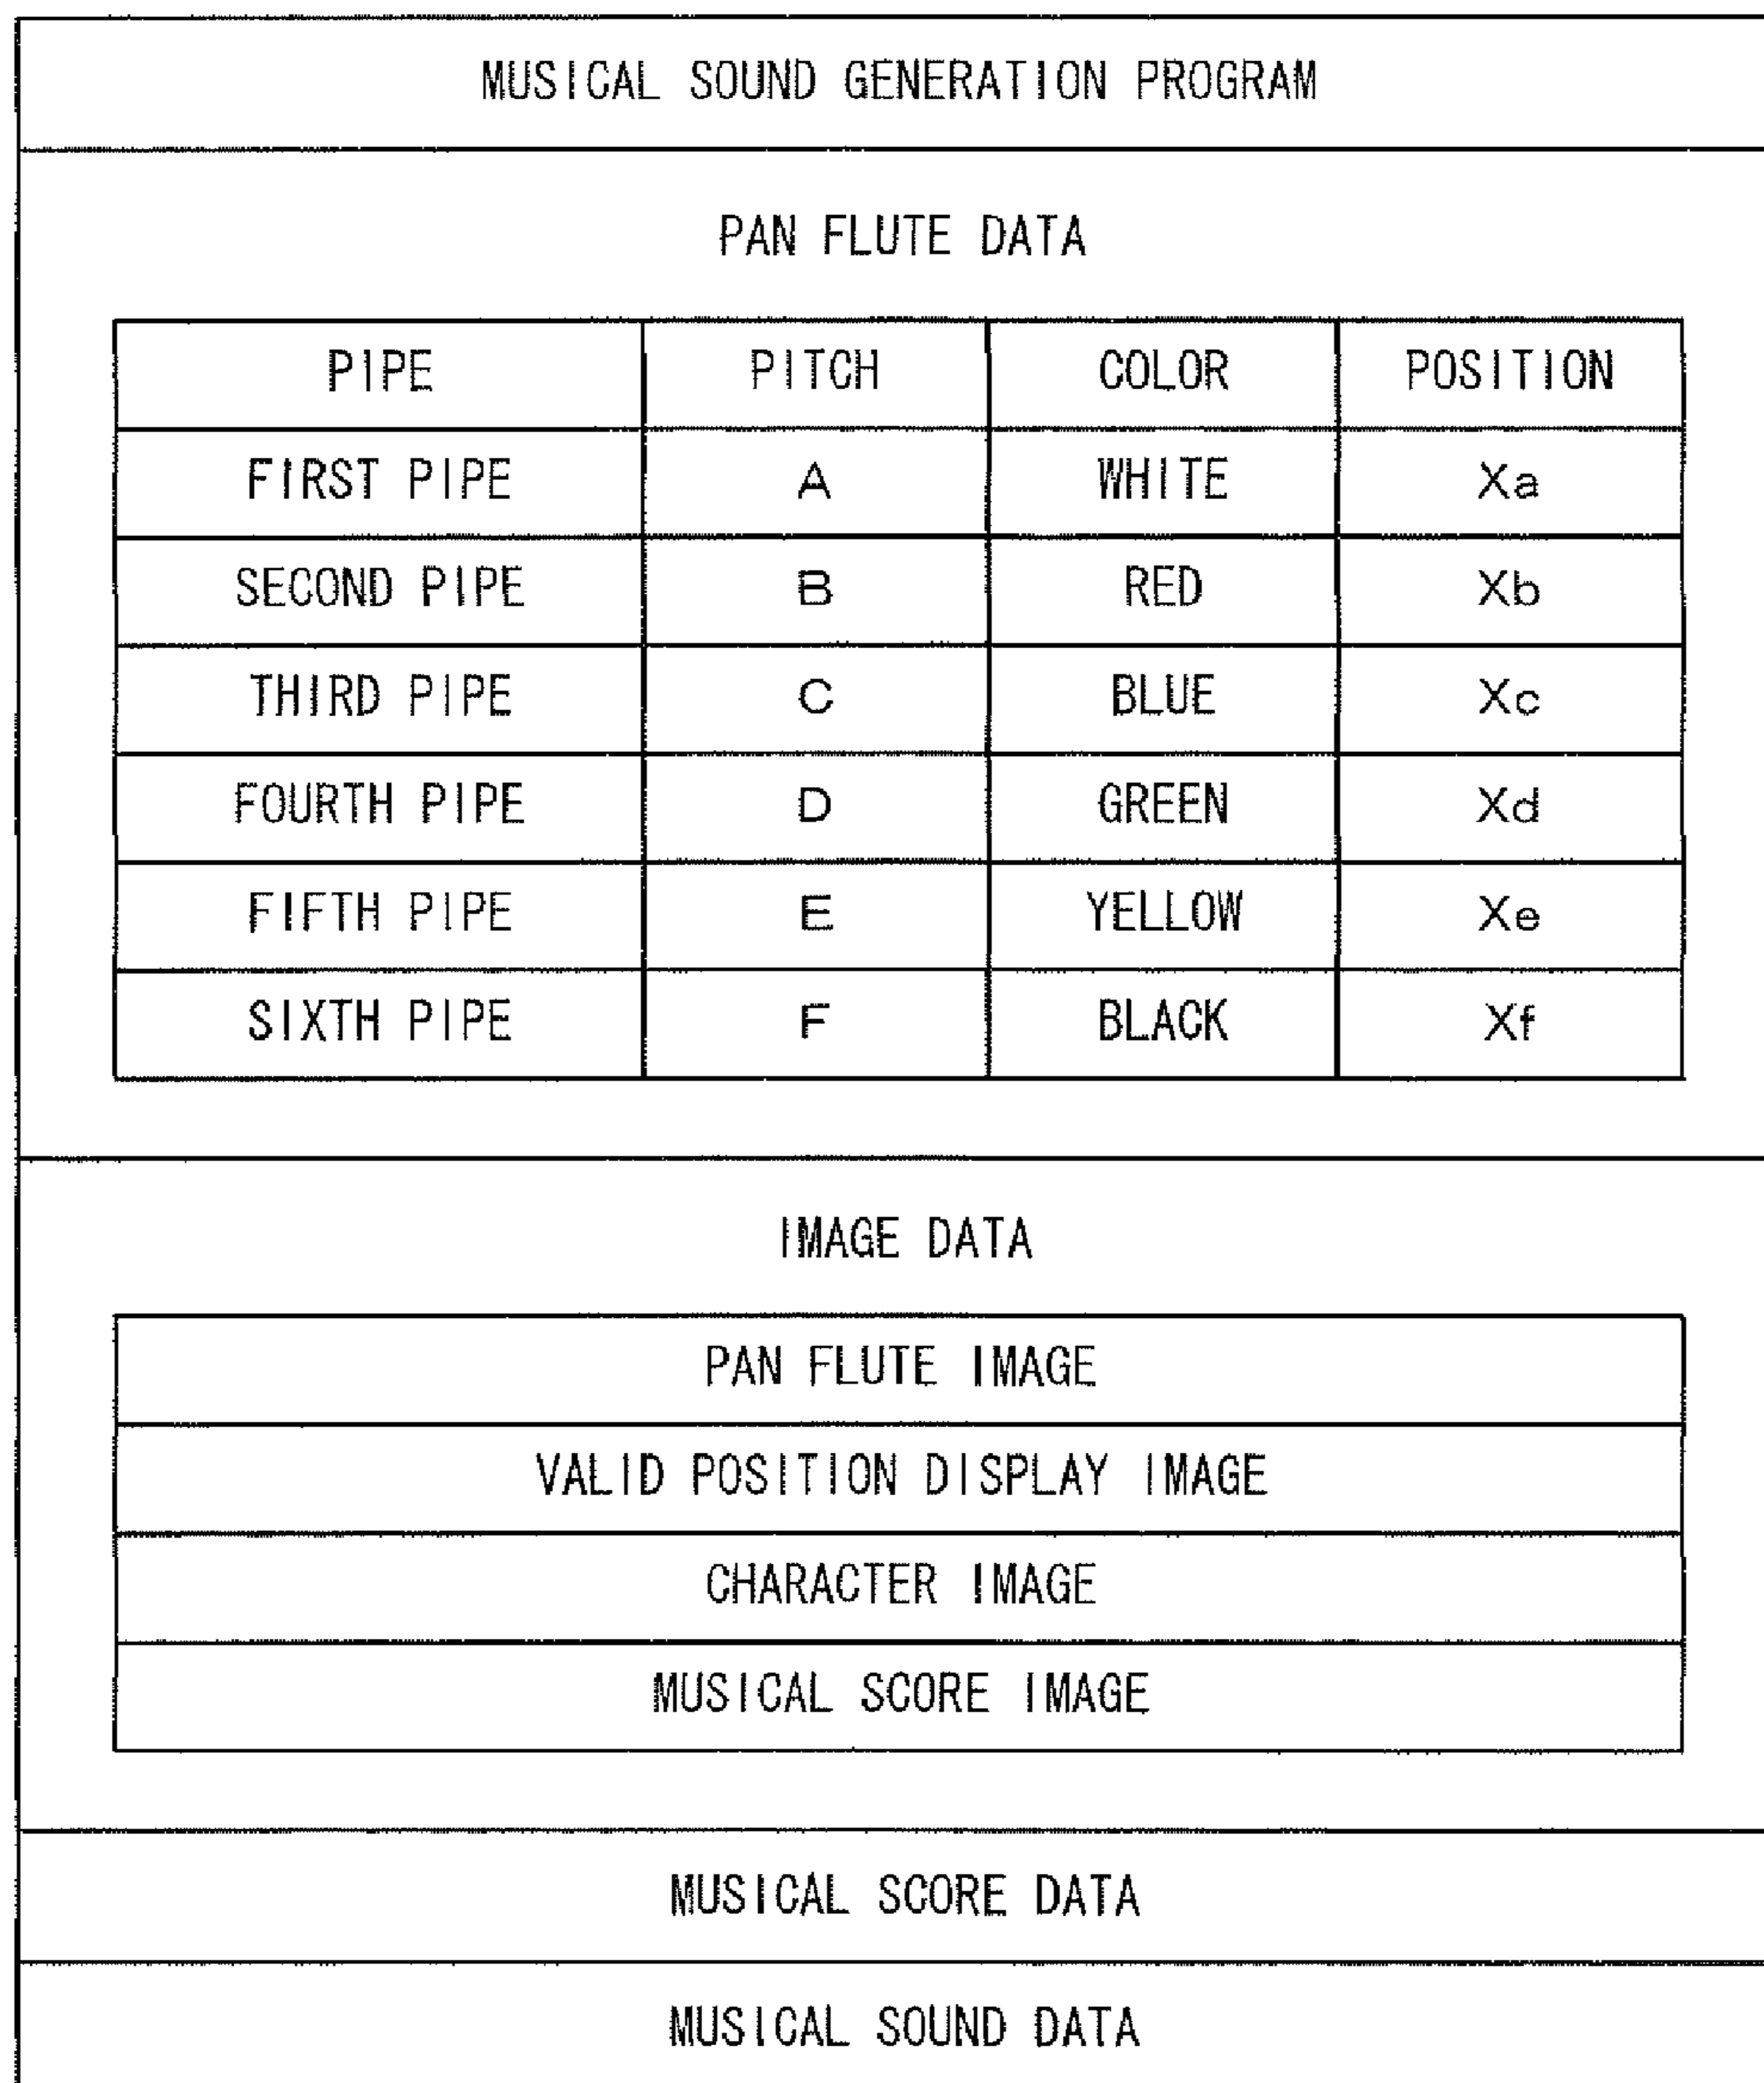 MUSICAL SOUND GENERATION PROGRAM
PAN FLUTE DATA
PIPE PITCH COLOR POSITION
FIRST PIPE A WHITE Xa
SECOND PIPE B RED Xb
THIRD PIPE C BLUE Xc
FOURTH PIPE D GREEN Xd
FIFTH PIPE E YELLOW Xe
SIXTH PIPE F BLACK Xf
IMAGE DATA
PAN FLUTE IMAGE
VALID POSITION DISPLAY IMAGE
CHARACTER IMAGE
MUSICAL SCORE IMAGE
MUSICAL SCORE DATA
MUSICAL SOUND DATA